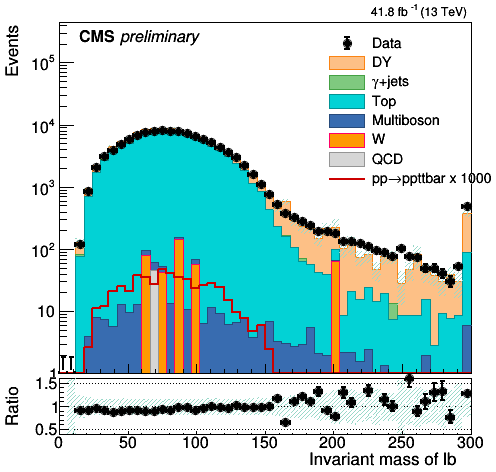 41.8 fb⁻¹ (13 TeV)
CMS preliminary
Events
10⁵
10⁴
10³
10²
10
1
Data
DY
γ+jets
Top
Multiboson
W
QCD
pp→ppttbar x 1000
Ratio
1.5
1
0.5
0 50 100 150 200 250 300
Invariant mass of lb